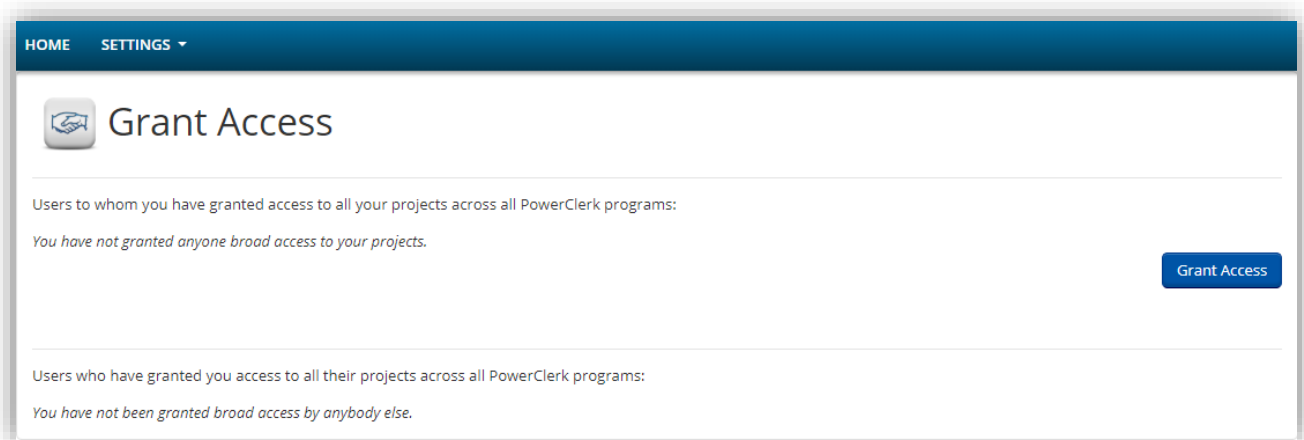 HOME SETTINGS
Grant Access
Users to whom you have granted access to all your projects across all PowerClerk programs:
You have not granted anyone broad access to your projects.
Grant Access
Users who have granted you access to all their projects across all PowerClerk programs:
You have not been granted broad access by anybody else.